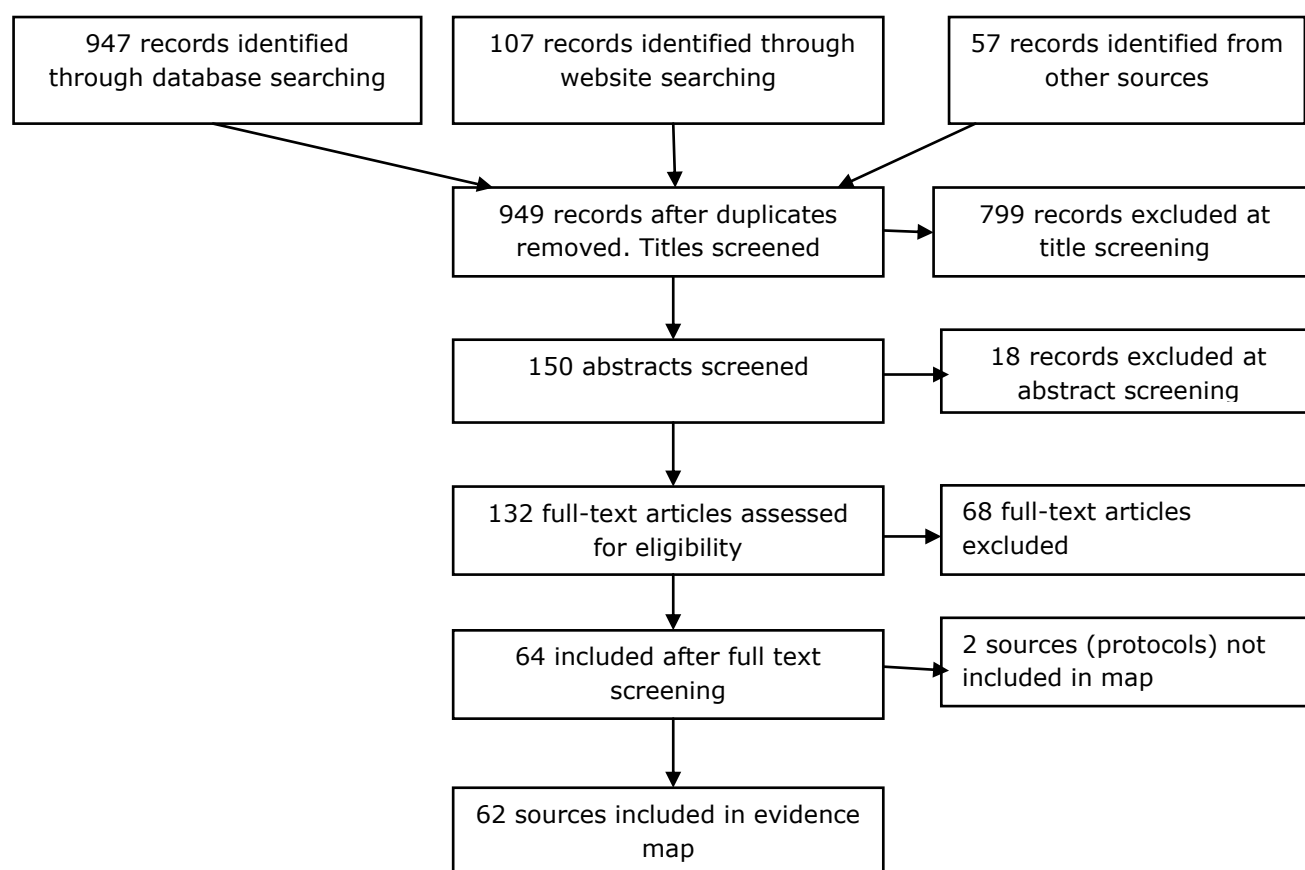 947 records identified
through database searching
107 records identified through
website searching
57 records identified from
other sources
949 records after duplicates
removed. Titles screened
799 records excluded at
title screening
150 abstracts screened
18 records excluded at
abstract screening
132 full-text articles assessed
for eligibility
68 full-text articles
excluded
64 included after full text
screening
2 sources (protocols) not
included in map
62 sources included in evidence
map